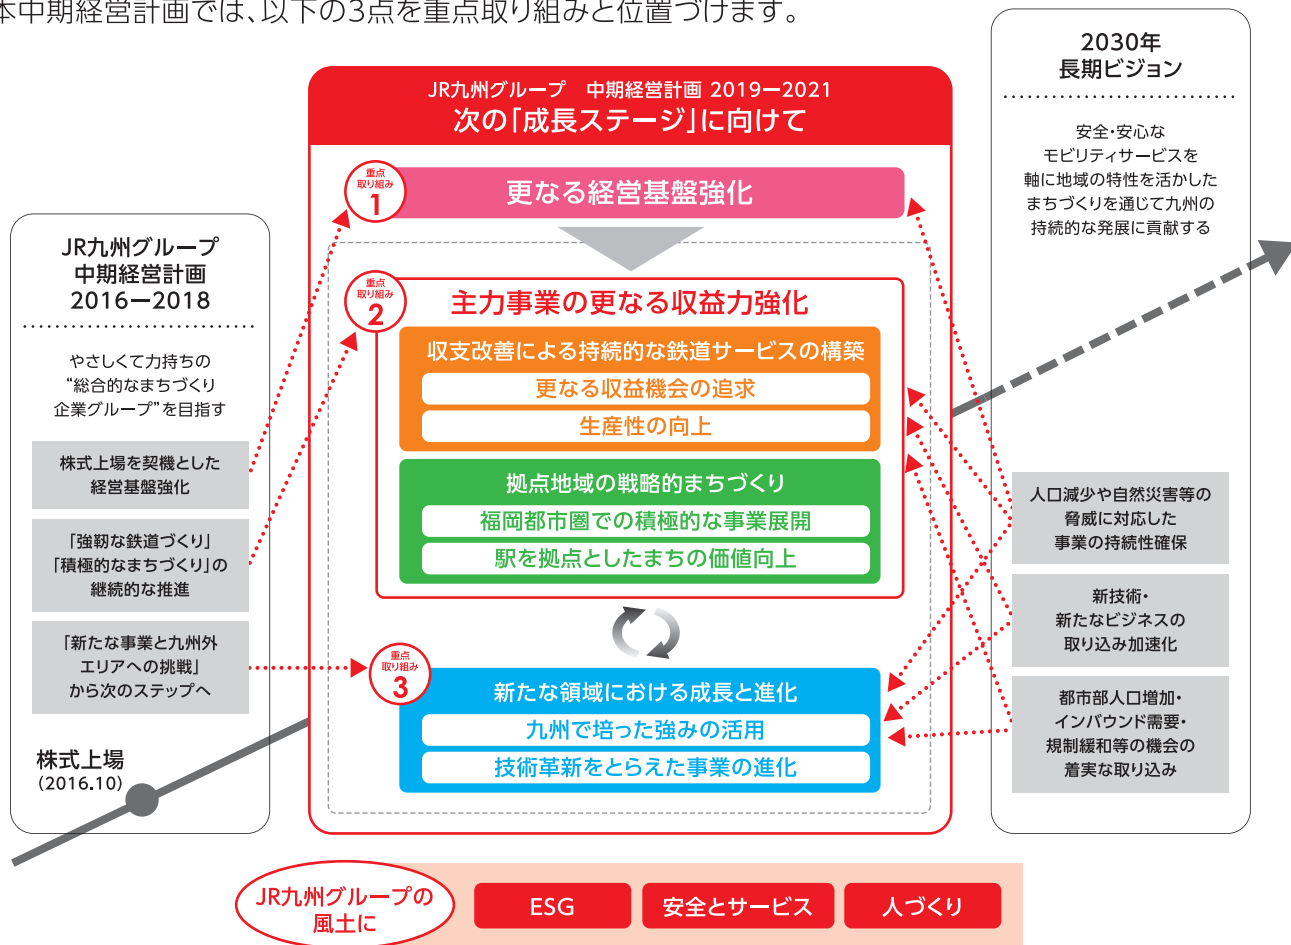 本中期経営計画では、以下の3点を重点取り組みと位置づけます。
JR九州グループ
中期経営計画
2016ー2018
やさしくて力持ちの
“総合的なまちづくり
企業グループ”を目指す
株式上場を契機とした
経営基盤強化
「強靭な鉄道づくり」
「積極的なまちづくり」の
継続的な推進
「新たな事業と九州外
エリアへの挑戦」
から次のステップへ
株式上場
(2016.10)
JR九州グループ 中期経営計画 2019ー2021
次の「成長ステージ」に向けて
重点
取り組み
1
更なる経営基盤強化
重点
取り組み
2
主力事業の更なる収益力強化
収支改善による持続的な鉄道サービスの構築
更なる収益機会の追求
生産性の向上
拠点地域の戦略的まちづくり
福岡都市圏での積極的な事業展開
駅を拠点としたまちの価値向上
重点
取り組み
3
新たな領域における成長と進化
九州で培った強みの活用
技術革新をとらえた事業の進化
2030年
長期ビジョン
安全・安心な
モビリティサービスを
軸に地域の特性を活かした
まちづくりを通じて九州の
持続的な発展に貢献する
人口減少や自然災害等の
脅威に対応した
事業の持続性確保
新技術・
新たなビジネスの
取り込み加速化
都市部人口増加・
インバウンド需要・
規制緩和等の機会の
着実な取り込み
JR九州グループの
風土に
ESG
安全とサービス
人づくり